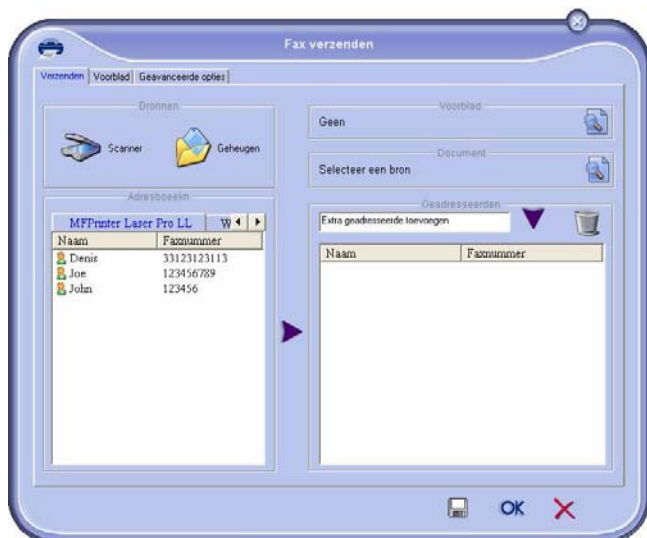 Fax verzenden
Verzenden Voorblad Geavanceerde opties
Bronnen
Scanner Geheugen
Adresboekn
MFPrinter Laser Pro LL W
Naam Faxnummer
Denis 33123123113
Joe 123456789
John 123456
Voorblad
Geen
Document
Selecteer een bron
Geadresseerden
Extra geadresseerde toevoegen
Naam Faxnummer
OK